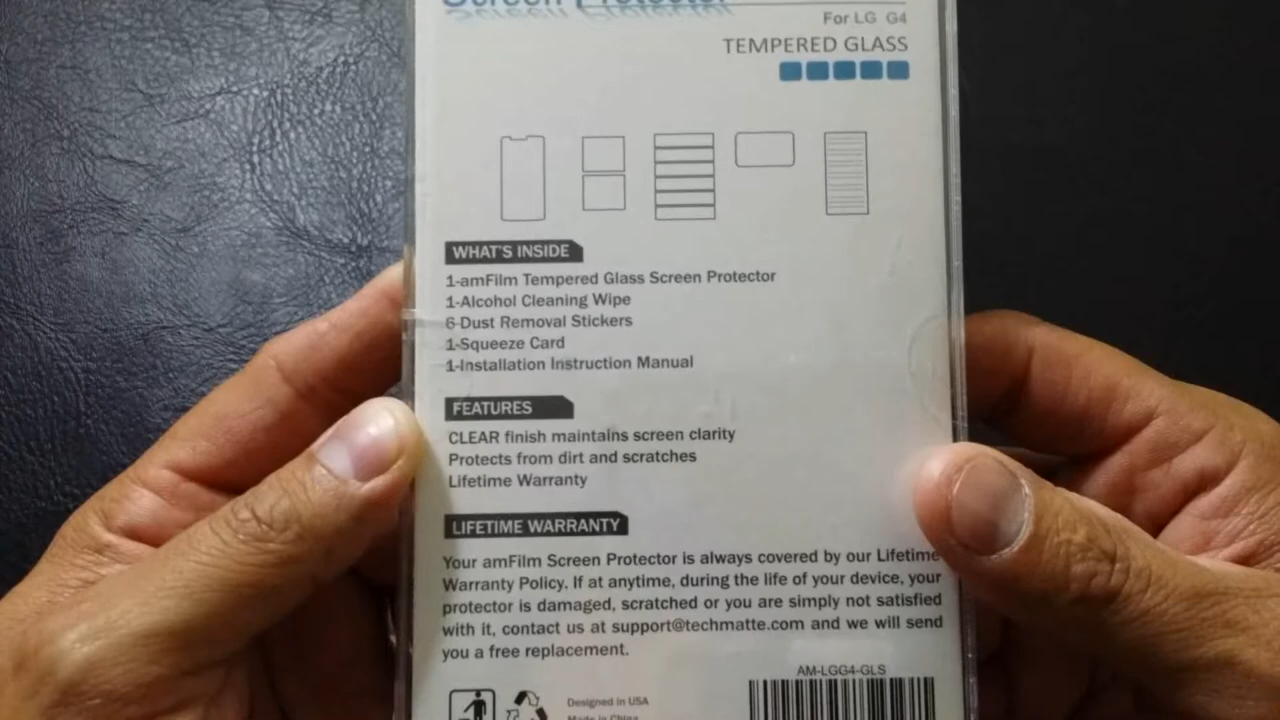 Screen Protector
For LG G4
TEMPERED GLASS
WHAT'S INSIDE
1-amFilm Tempered Glass Screen Protector
1-Alcohol Cleaning Wipe
6-Dust Removal Stickers
1-Squeeze Card
1-Installation Instruction Manual
FEATURES
CLEAR finish maintains screen clarity
Protects from dirt and scratches
Lifetime Warranty
LIFETIME WARRANTY
Your amFilm Screen Protector is always covered by our Lifetime
Warranty Policy. If at anytime, during the life of your device, your
protector is damaged, scratched or you are simply not satisfied
with it, contact us at support@techmatte.com and we will send
you a free replacement.
AM-LGG4-GLS
Designed in USA
Made in China